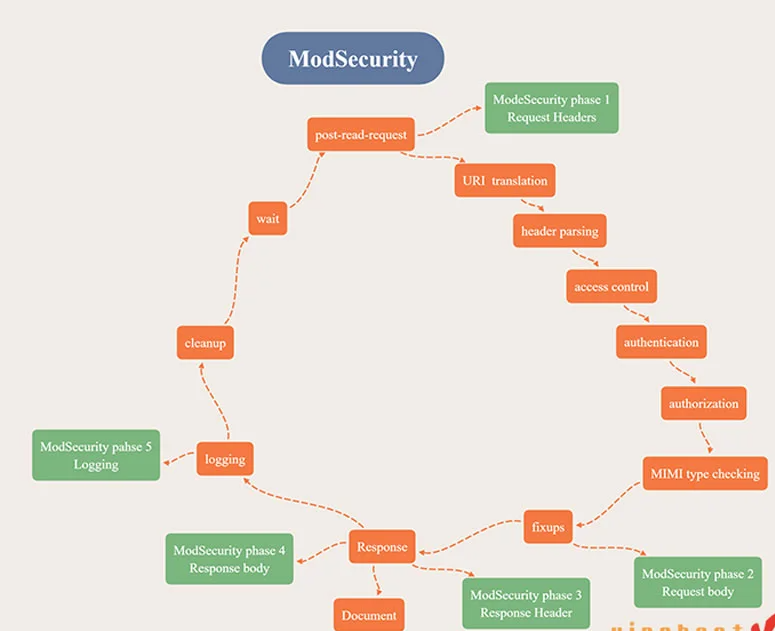 ModSecurity
ModeSecurity phase 1
Request Headers
post-read-request
URI translation
wait
header parsing
access control
cleanup
authentication
authorization
ModSecurity pahse 5
Logging
logging
MIMI type checking
fixups
Response
ModSecurity phase 4
Response body
ModSecurity phase 2
Request body
ModSecurity phase 3
Response Header
Document